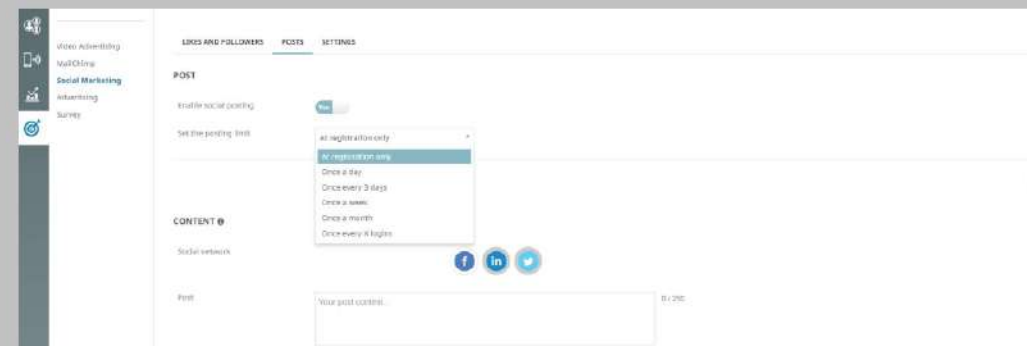 LIKES AND FOLLOWERS POSTS SETTINGS
Video Advertising
MailChimp
Social Marketing
Advertising
Survey
POST
Enable social posting
Yes
Set the posting limit
At registration only
At registration only
Once a day
Once every 3 days
Once a week
Once a month
Once every X logins
CONTENT
Social network
f in
Post
Your post content...